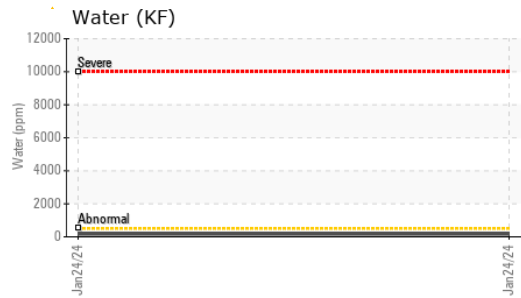 Water (KF)
12000
10000
8000
6000
4000
2000
0
Water (ppm)
Severe
Abnormal
Jan24/24
Jan24/24